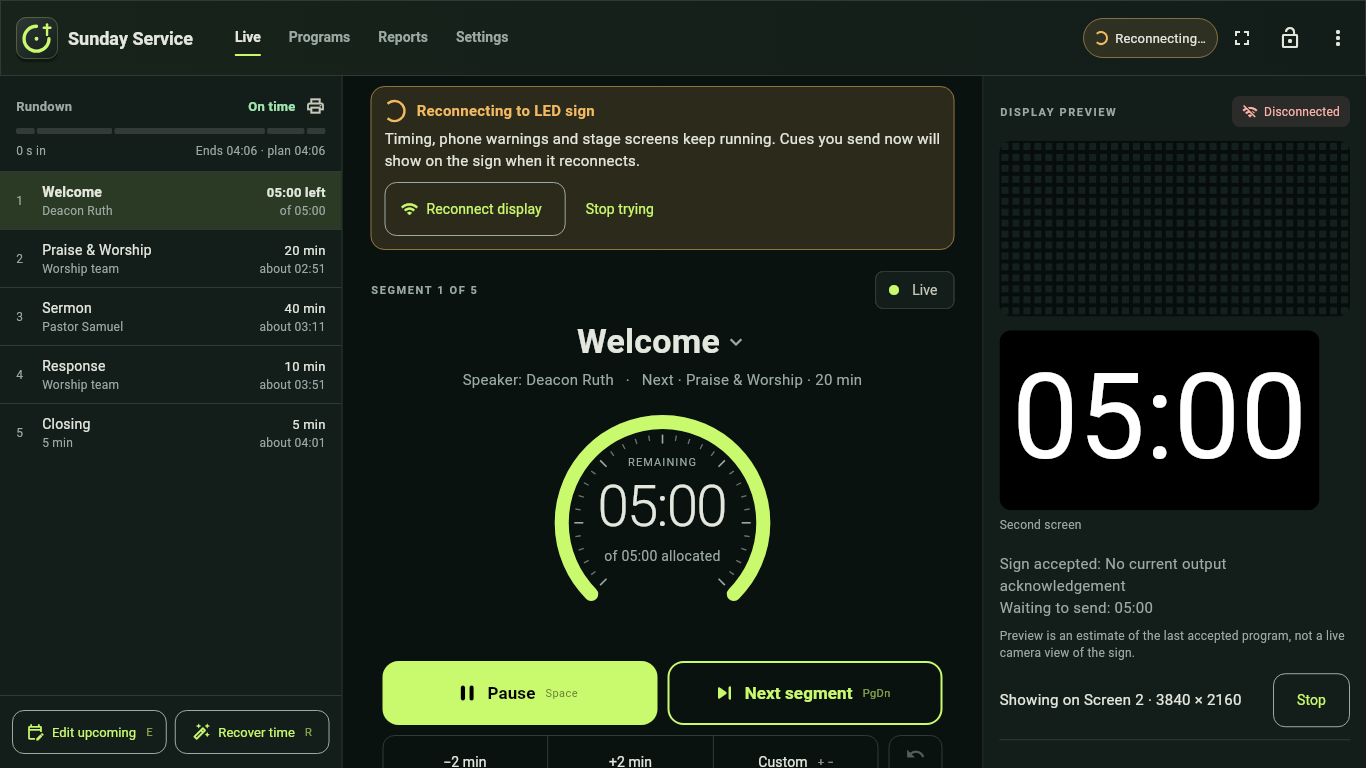 Sunday Service
Live
Programs
Reports
Settings
Reconnecting...
Rundown
On time
0 s in
Ends 04:06 · plan 04:06
1
Welcome
05:00 left
Deacon Ruth
of 05:00
2
Praise & Worship
20 min
Worship team
about 02:51
3
Sermon
40 min
Pastor Samuel
about 03:11
4
Response
10 min
Worship team
about 03:51
5
Closing
5 min
5 min
about 04:01
Edit upcoming E
Recover time R
Reconnecting to LED sign
Timing, phone warnings and stage screens keep running. Cues you send now will
show on the sign when it reconnects.
Reconnect display
Stop trying
SEGMENT 1 OF 5
Live
Welcome
Speaker: Deacon Ruth · Next · Praise & Worship · 20 min
REMAINING
05:00
of 05:00 allocated
Pause Space
Next segment PgDn
−2 min
+2 min
Custom + −
DISPLAY PREVIEW
Disconnected
05:00
Second screen
Sign accepted: No current output
acknowledgement
Waiting to send: 05:00
Preview is an estimate of the last accepted program, not a live
camera view of the sign.
Showing on Screen 2 · 3840 × 2160
Stop